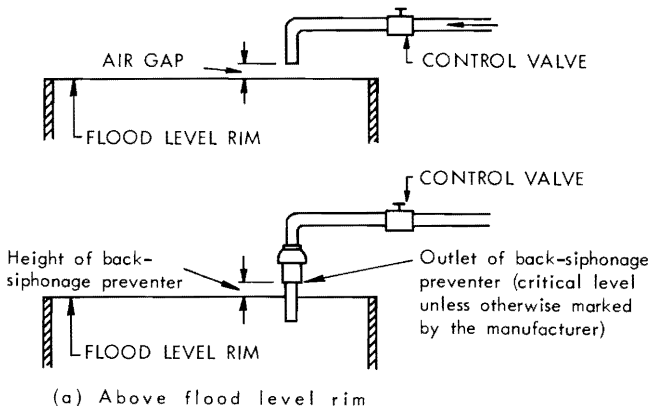 AIR GAP
CONTROL VALVE
FLOOD LEVEL RIM
CONTROL VALVE
Height of back-
siphonage preventer
Outlet of back-siphonage
preventer (critical level
unless otherwise marked
by the manufacturer)
FLOOD LEVEL RIM
(a) Above flood level rim